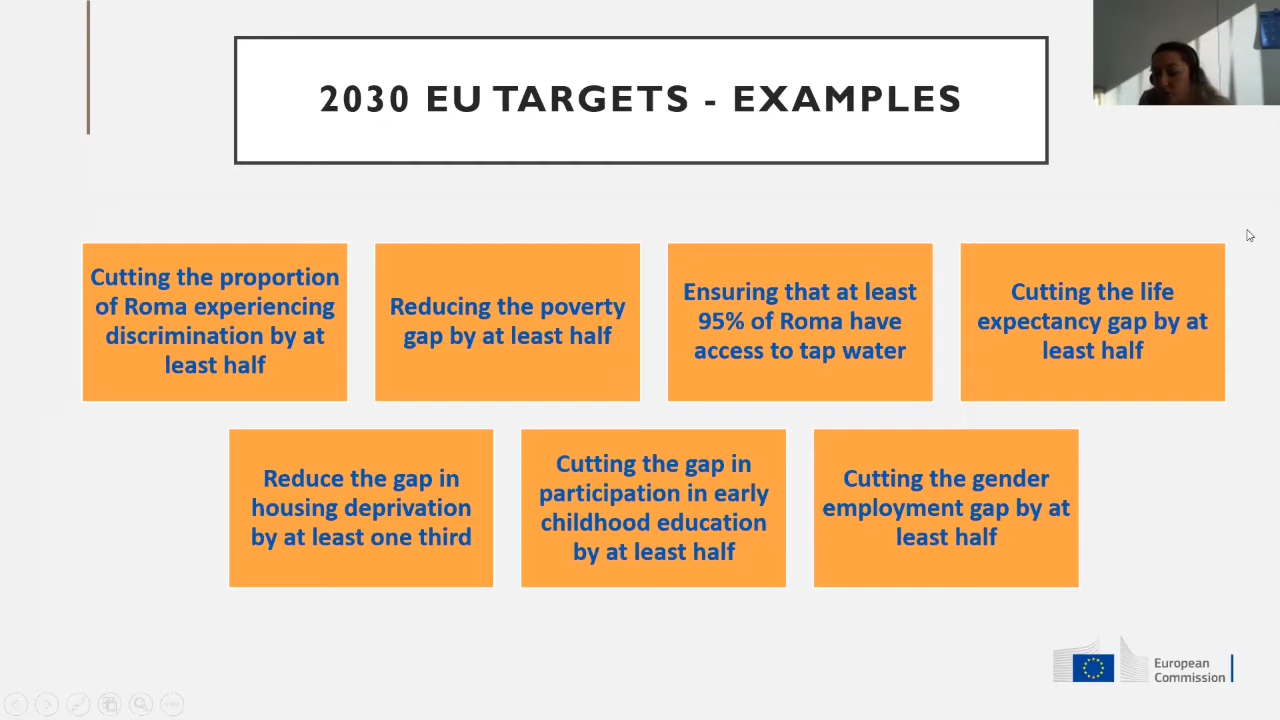 2030 EU TARGETS - EXAMPLES
Cutting the proportion
of Roma experiencing
discrimination by at
least half
Reducing the poverty
gap by at least half
Ensuring that at least
95% of Roma have
access to tap water
Cutting the life
expectancy gap by at
least half
Reduce the gap in
housing deprivation
by at least one third
Cutting the gap in
participation in early
childhood education
by at least half
Cutting the gender
employment gap by at
least half
European
Commission